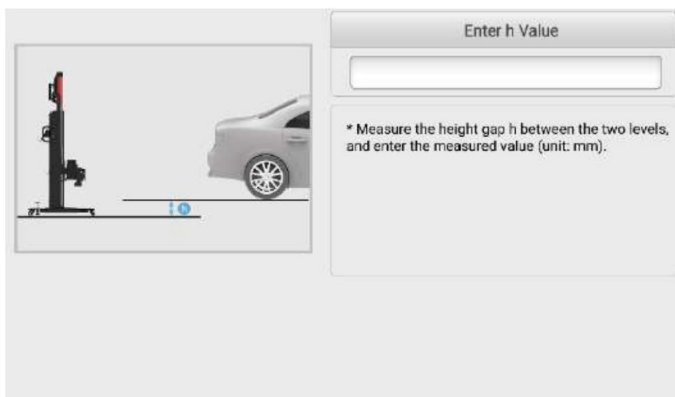 Enter h Value
* Measure the height gap h between the two levels,
and enter the measured value (unit: mm).
h